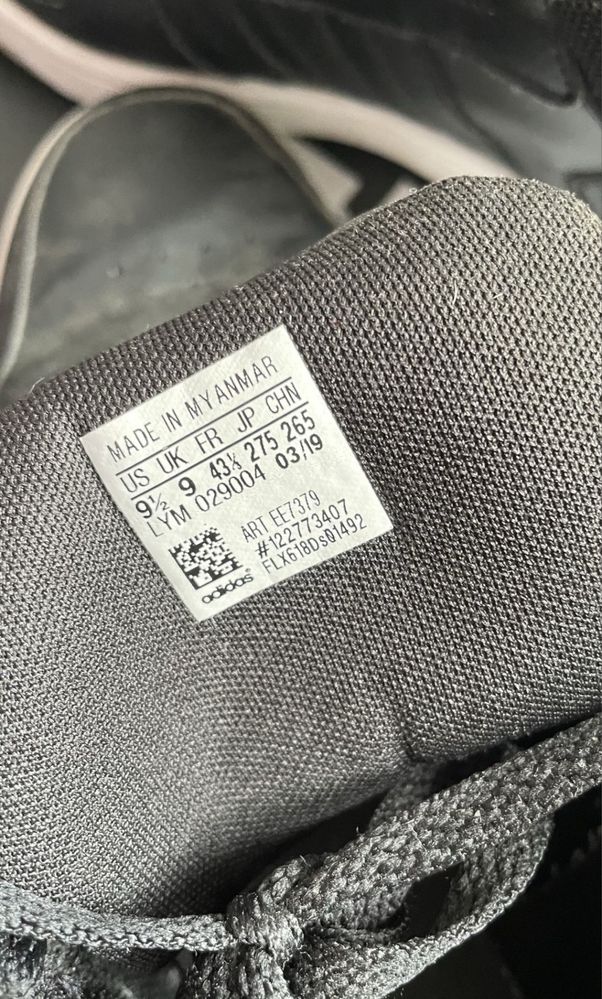 MADE IN MYANMAR
US UK FR JP CHN
9½ 9 43⅓ 275 265
LYM 029004 03/19
ART EE7379
#122773407
FLX618Ds01492
adidas